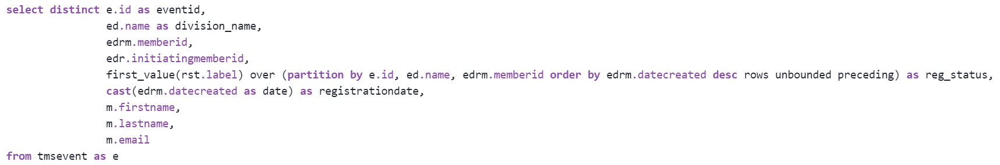 select distinct e.id as eventid,
ed.name as division_name,
edrm.memberid,
edr.initiatingmemberid,
first_value(rst.label) over (partition by e.id, ed.name, edrm.memberid order by edrm.datecreated desc rows unbounded preceding) as reg_status,
cast(edrm.datecreated as date) as registrationdate,
m.firstname,
m.lastname,
m.email
from tmsevent as e